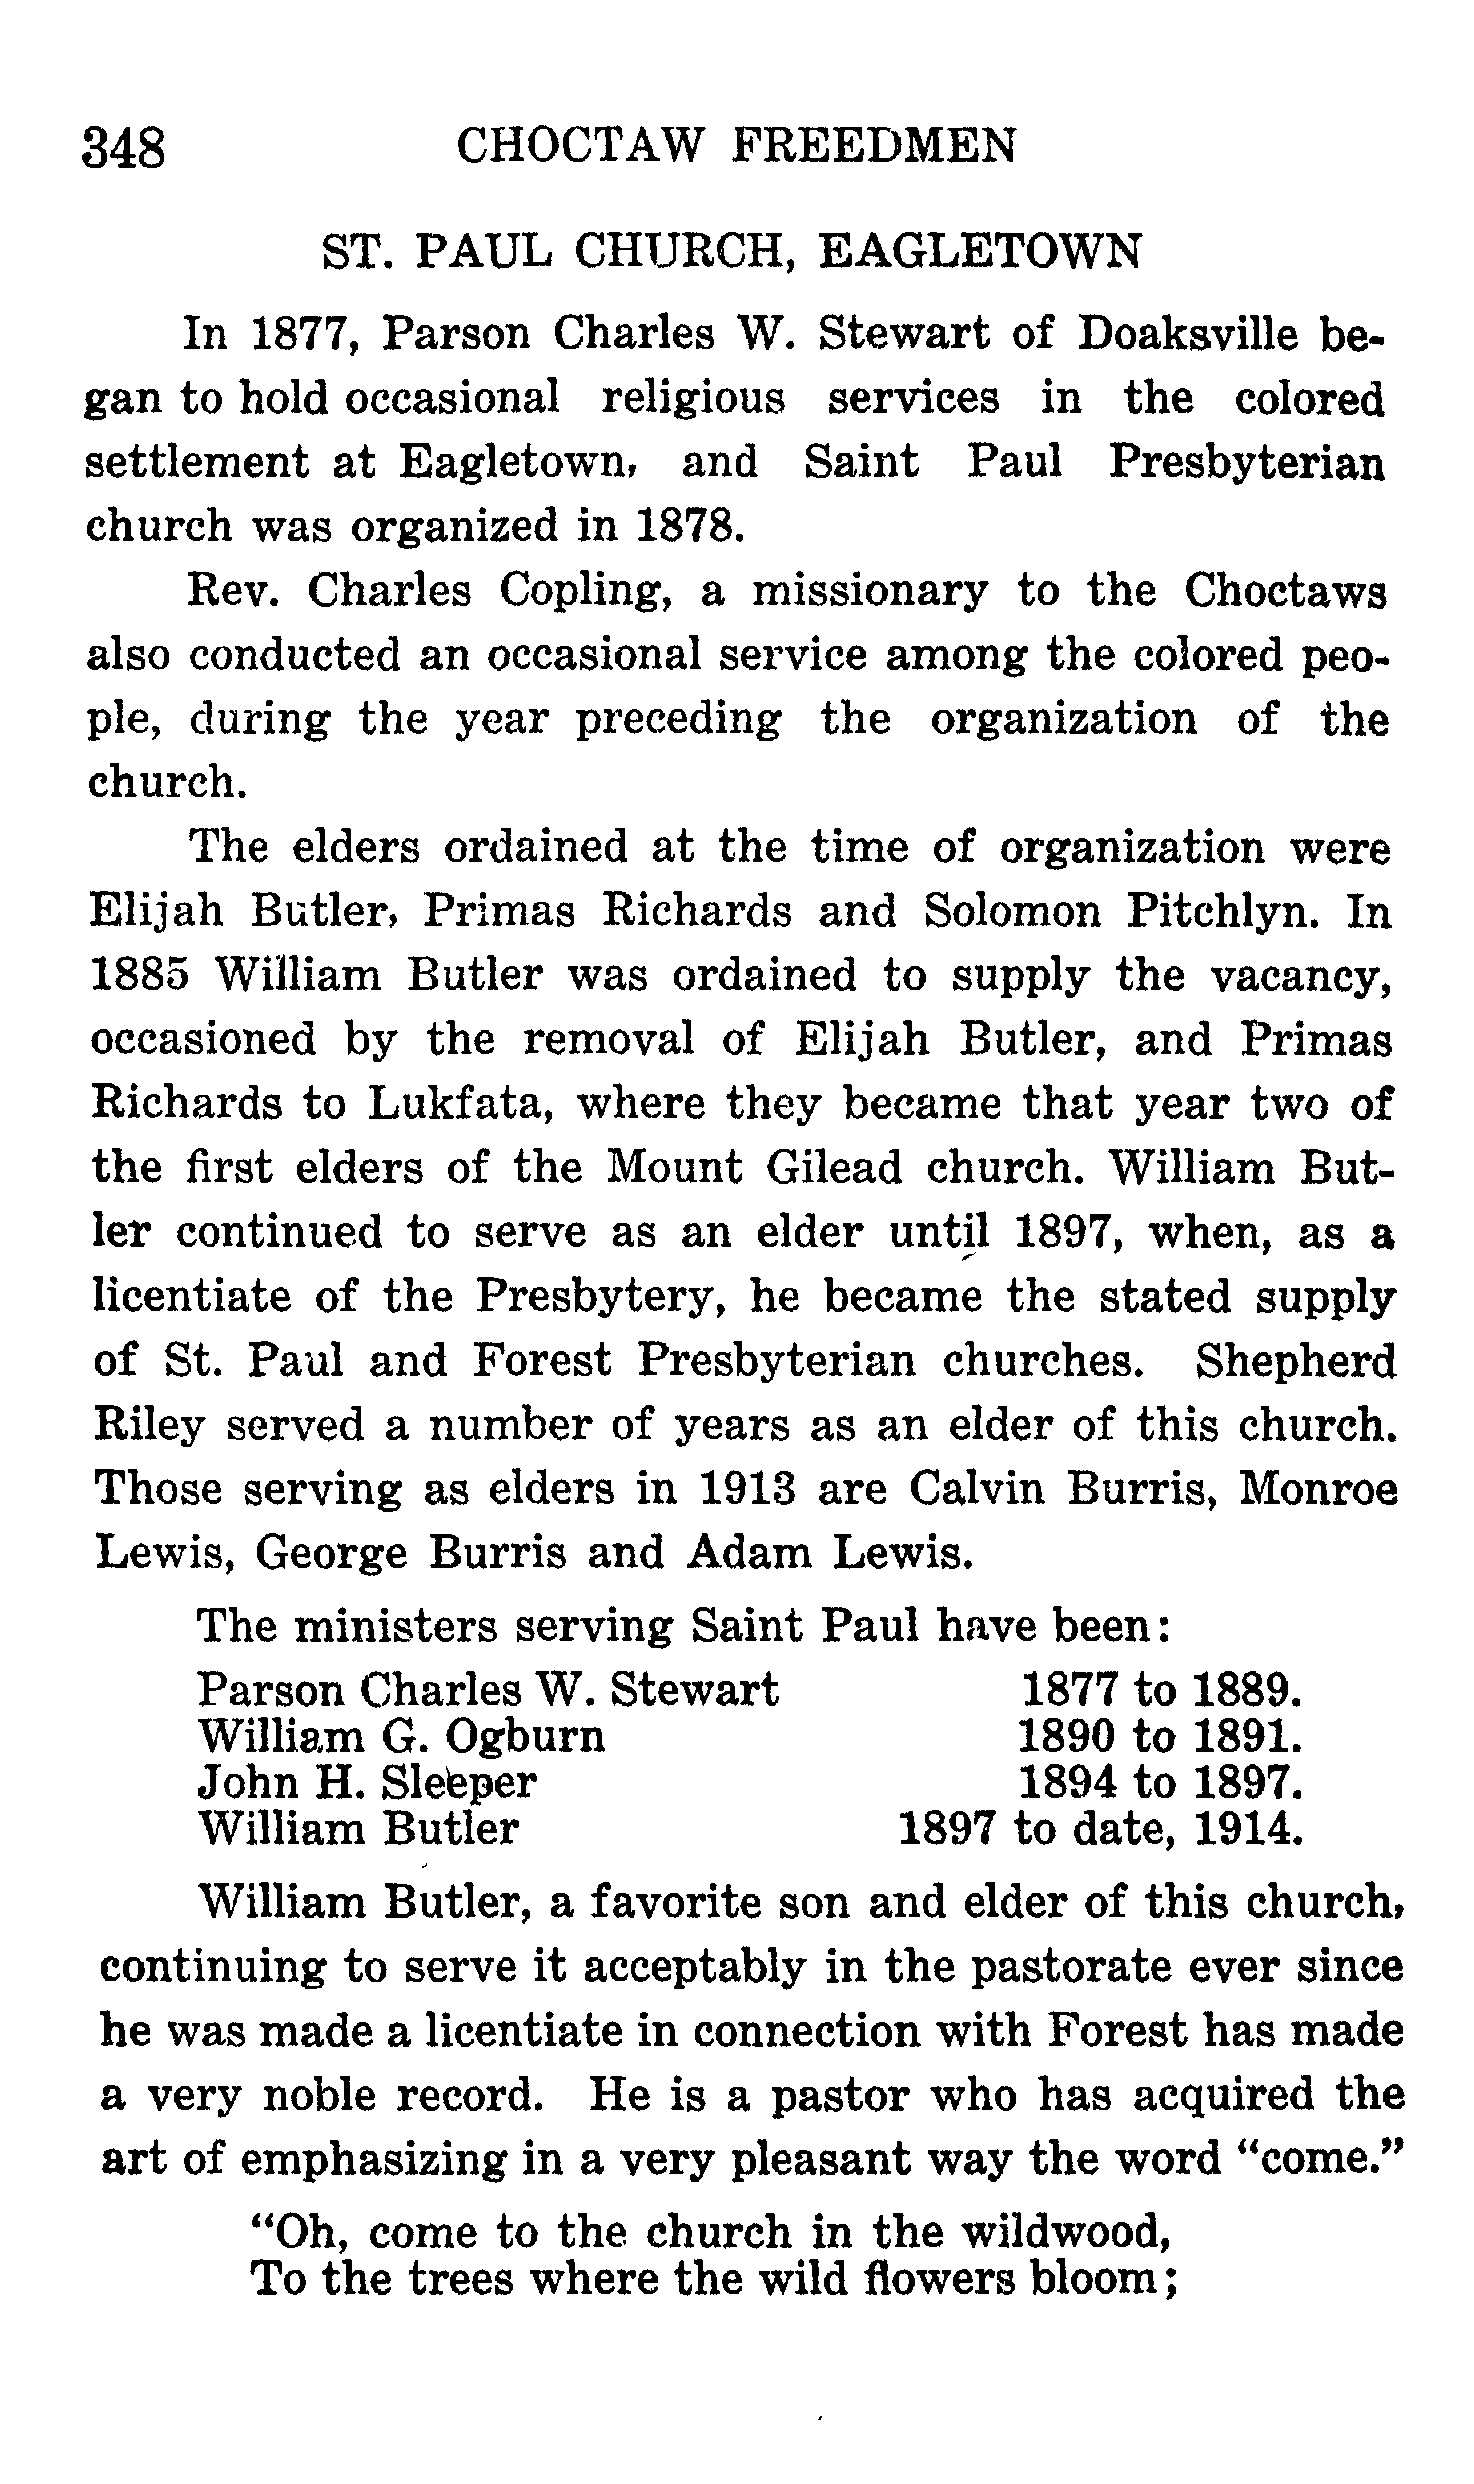 348 CHOCTAW FREEDMEN
ST. PAUL CHURCH, EAGLETOWN
In 1877, Parson Charles W. Stewart of Doaksville be-
gan to hold occasional religious services in the colored
settlement at Eagletown, and Saint Paul Presbyterian
church was organized in 1878.
Rev. Charles Copling, a missionary to the Choctaws
also conducted an occasional service among the colored peo-
ple, during the year preceding the organization of the
church.
The elders ordained at the time of organization were
Elijah Butler, Primas Richards and Solomon Pitchlyn. In
1885 William Butler was ordained to supply the vacancy,
occasioned by the removal of Elijah Butler, and Primas
Richards to Lukfata, where they became that year two of
the first elders of the Mount Gilead church. William But-
ler continued to serve as an elder until 1897, when, as a
licentiate of the Presbytery, he became the stated supply
of St. Paul and Forest Presbyterian churches. Shepherd
Riley served a number of years as an elder of this church.
Those serving as elders in 1913 are Calvin Burris, Monroe
Lewis, George Burris and Adam Lewis.
The ministers serving Saint Paul have been:
Parson Charles W. Stewart 1877 to 1889.
William G. Ogburn 1890 to 1891.
John H. Sleeper 1894 to 1897.
William Butler 1897 to date, 1914.
William Butler, a favorite son and elder of this church,
continuing to serve it acceptably in the pastorate ever since
he was made a licentiate in connection with Forest has made
a very noble record. He is a pastor who has acquired the
art of emphasizing in a very pleasant way the word "come."
"Oh, come to the church in the wildwood,
To the trees where the wild flowers bloom;